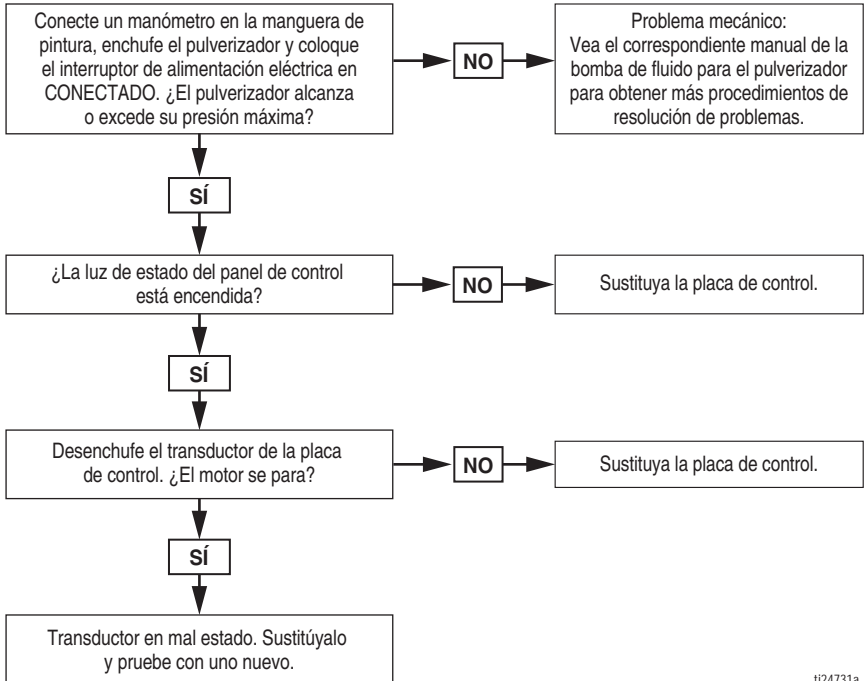 Conecte un manómetro en la manguera de
pintura, enchufe el pulverizador y coloque
el interruptor de alimentación eléctrica en
CONECTADO. ¿El pulverizador alcanza
o excede su presión máxima?
NO
Problema mecánico:
Vea el correspondiente manual de la
bomba de fluido para el pulverizador
para obtener más procedimientos de
resolución de problemas.
SÍ
¿La luz de estado del panel de control
está encendida?
NO
Sustituya la placa de control.
SÍ
Desenchufe el transductor de la placa
de control. ¿El motor se para?
NO
Sustituya la placa de control.
SÍ
Transductor en mal estado. Sustitúyalo
y pruebe con uno nuevo.
ti24731a